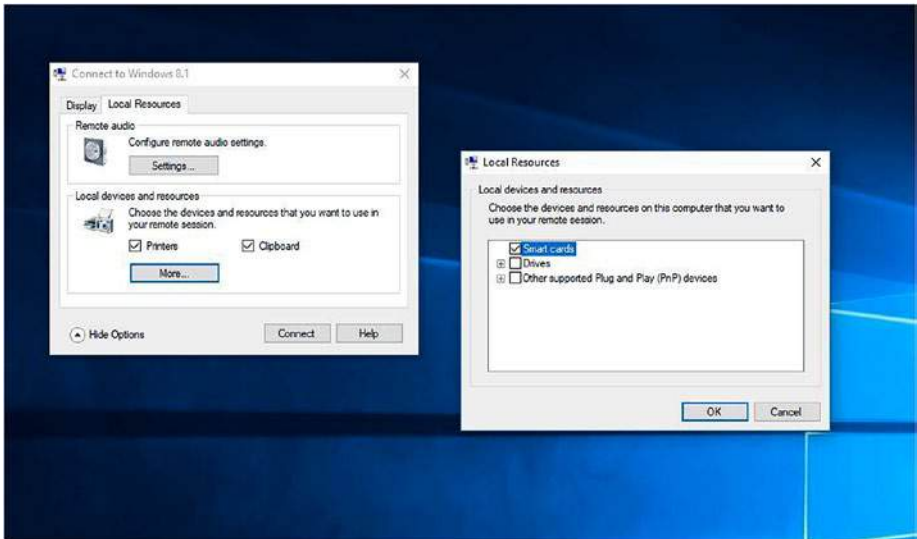 Connect to Windows 8.1
Display
Local Resources
Remote audio
Configure remote audio settings.
Settings...
Local devices and resources
Choose the devices and resources that you want to use in
your remote session.
Printers
Clipboard
More...
Hide Options
Connect
Help
Local Resources
Local devices and resources
Choose the devices and resources on this computer that you want to
use in your remote session.
Smart cards
Drives
Other supported Plug and Play (PnP) devices
OK
Cancel